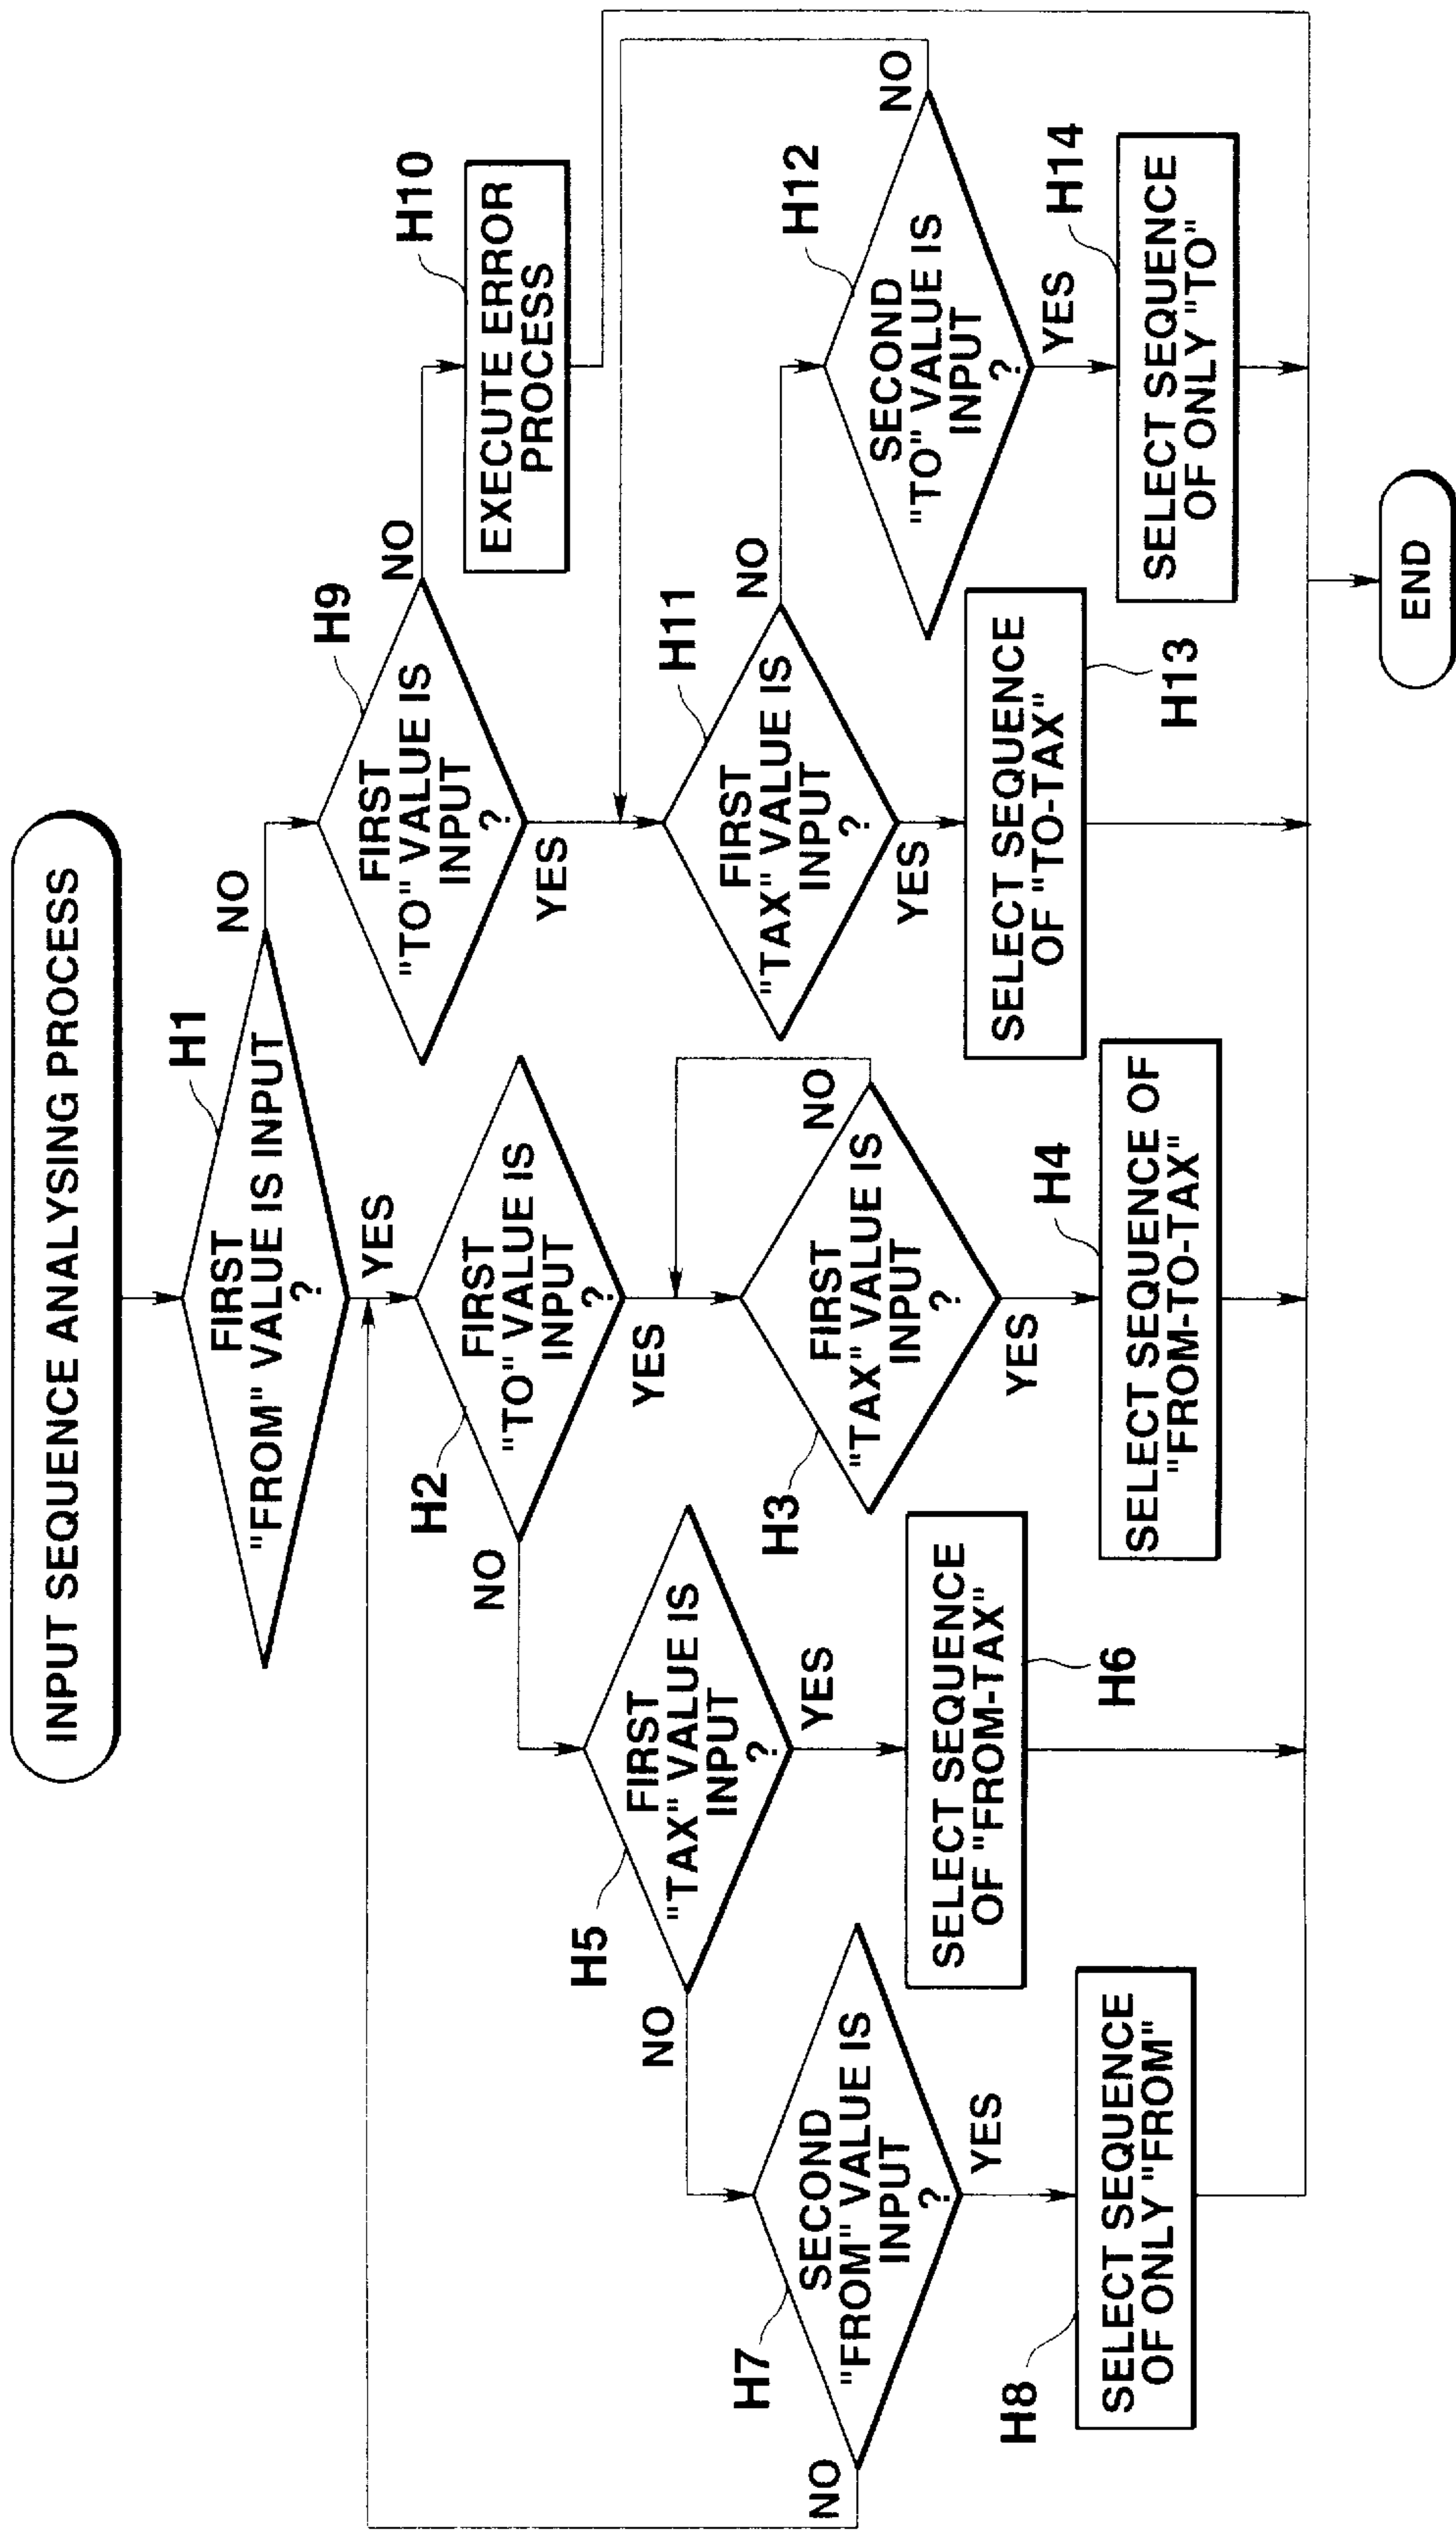 INPUT SEQUENCE ANALYSING PROCESS
H1
FIRST
"FROM" VALUE IS INPUT
?
NO
YES
H2
FIRST
"TO" VALUE IS
INPUT
?
NO
YES
H3
FIRST
"TAX" VALUE IS
INPUT
?
NO
YES
H4
SELECT SEQUENCE OF
"FROM-TO-TAX"
H5
FIRST
"TAX" VALUE IS
INPUT
?
NO
YES
SELECT SEQUENCE
OF "FROM-TAX"
H6
H7
SECOND
"FROM" VALUE IS
INPUT
?
NO
YES
H8
SELECT SEQUENCE
OF ONLY "FROM"
H9
FIRST
"TO" VALUE IS
INPUT
?
NO
YES
H10
EXECUTE ERROR
PROCESS
H11
FIRST
"TAX" VALUE IS
INPUT
?
NO
YES
H12
SECOND
"TO" VALUE IS
INPUT
?
NO
YES
SELECT SEQUENCE
OF "TO-TAX"
H13
H14
SELECT SEQUENCE
OF ONLY "TO"
END